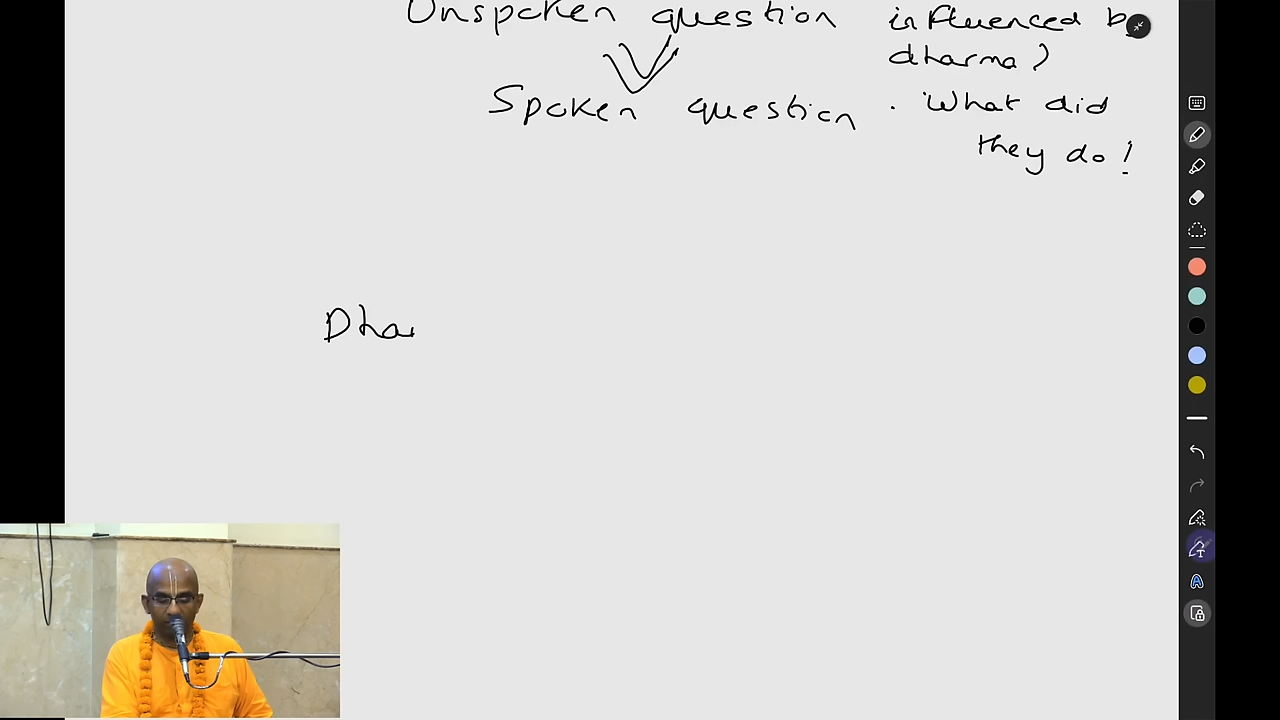 Unspoken question
Spoken question
influenced b
dharma?
. What did
they do!
Dha